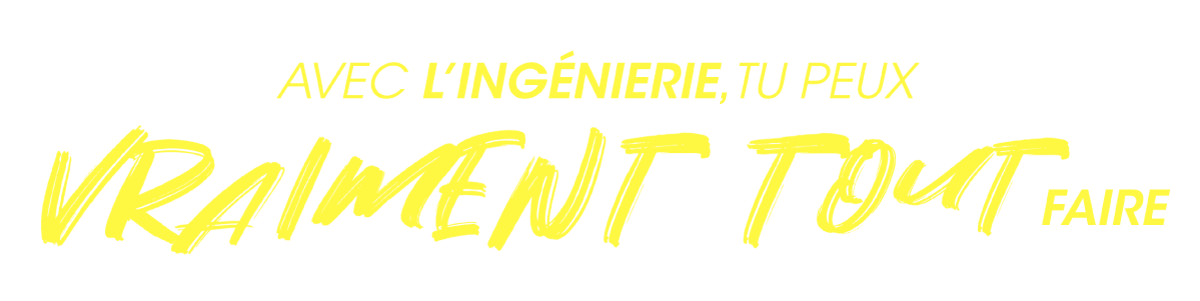 AVEC L'INGÉNIERIE, TU PEUX
VRAIMENT TOUT FAIRE